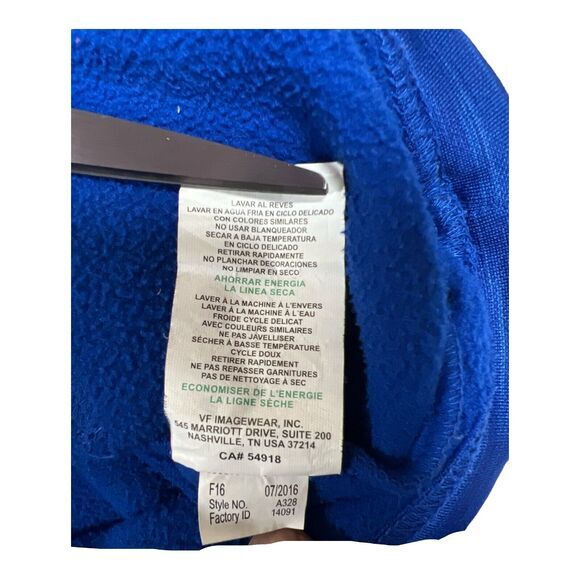 LAVAR AL REVES
LAVAR EN AGUA FRIA EN CICLO DELICADO
CON COLORES SIMILARES
NO USAR BLANQUEADOR
SECAR A BAJA TEMPERATURA
EN CICLO DELICADO
RETIRAR RAPIDAMENTE
NO PLANCHAR DECORACIONES
NO LIMPIAR EN SECO
AHORRAR ENERGIA
LA LINEA SECA
LAVER À LA MACHINE À L'ENVERS
LAVER À LA MACHINE À L'EAU
FROIDE CYCLE DELICAT
AVEC COULEURS SIMILAIRES
NE PAS JÁVELLISER
SÉCHER À BASSE TEMPÉRATURE
CYCLE DOUX
RETIRER RAPIDEMENT
NE PAS REPASSER GARNITURES
PAS DE NETTOYAGE À SEC
ECONOMISER DE L'ENERGIE
LA LIGNE SÈCHE
VF IMAGEWEAR, INC.
545 MARRIOTT DRIVE, SUITE 200
NASHVILLE, TN USA 37214
CA# 54918
F16 07/2016
Style NO. A328
Factory ID 14091